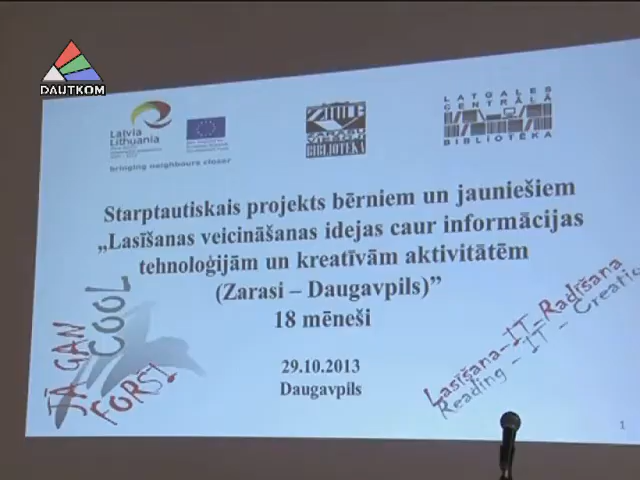 DAUTKOM
Latvia
Lithuania
bringing neighbours closer
BIBLIOTEKA
LATGALES
CENTRĀLĀ
BIBLIOTĒKA
Starptautiskais projekts bērniem un jauniešiem
„Lasīšanas veicināšanas idejas caur informācijas
tehnoloģijām un kreatīvām aktivitātēm
(Zarasi – Daugavpils)”
18 mēneši
29.10.2013
Daugavpils
JĀ GAN
COOL
FORŠI
Lasīšana-IT-Radīšana
Reading - IT - Creatio
1